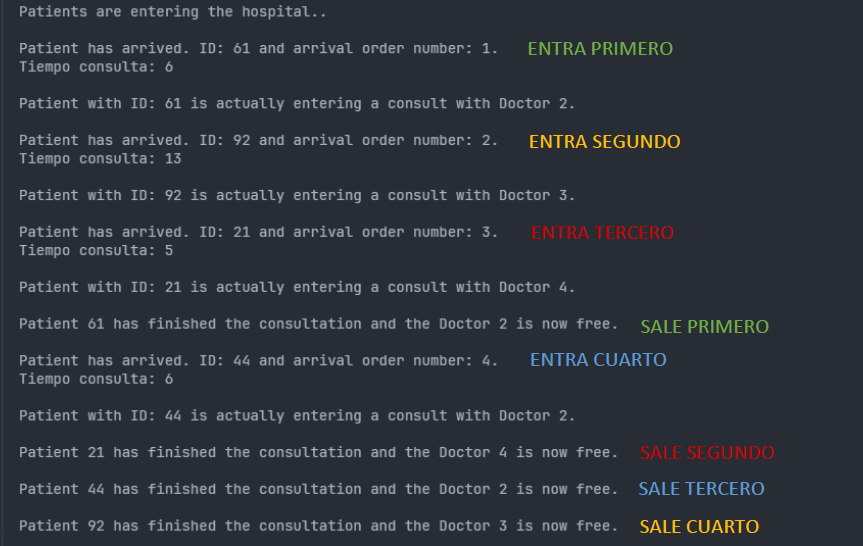 Patients are entering the hospital..
Patient has arrived. ID: 61 and arrival order number: 1. ENTRA PRIMERO
Tiempo consulta: 6
Patient with ID: 61 is actually entering a consult with Doctor 2.
Patient has arrived. ID: 92 and arrival order number: 2. ENTRA SEGUNDO
Tiempo consulta: 13
Patient with ID: 92 is actually entering a consult with Doctor 3.
Patient has arrived. ID: 21 and arrival order number: 3. ENTRA TERCERO
Tiempo consulta: 5
Patient with ID: 21 is actually entering a consult with Doctor 4.
Patient 61 has finished the consultation and the Doctor 2 is now free. SALE PRIMERO
Patient has arrived. ID: 44 and arrival order number: 4. ENTRA CUARTO
Tiempo consulta: 6
Patient with ID: 44 is actually entering a consult with Doctor 2.
Patient 21 has finished the consultation and the Doctor 4 is now free. SALE SEGUNDO
Patient 44 has finished the consultation and the Doctor 2 is now free. SALE TERCERO
Patient 92 has finished the consultation and the Doctor 3 is now free. SALE CUARTO